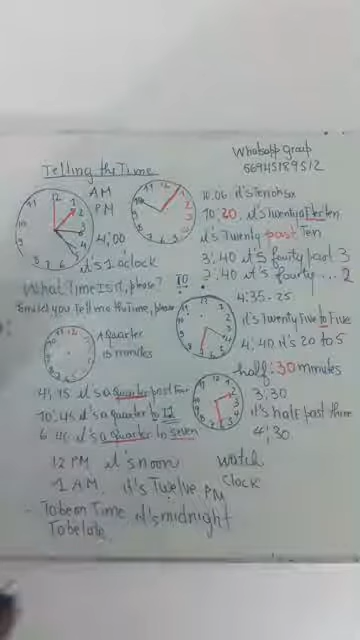 Whatsapp group
56945189512
Telling the Time
AM
PM
4;00
it's 1 o'clock
10:06: it's Ten oh six
10:20: it's twenty after ten
it's Twenty past Ten
3:40 it's fourty past 3
2:40 it's fourty ... 2
What Time Is it, please? TO
Could you Tell me the Time, please
4:35 - 25
it's Twenty Five to Five
4:40 it's 20 to 5
A quarter
15 minutes
half: 30 minutes
4:45 it's a quarter past four
10:45 it's a quarter to 11
6:45 it's a quarter to seven
3;30
it's half past three
4;30
12 PM it's noon
1 AM. it's Twelve PM
watch
clock
To be on Time it's midnight
To be late